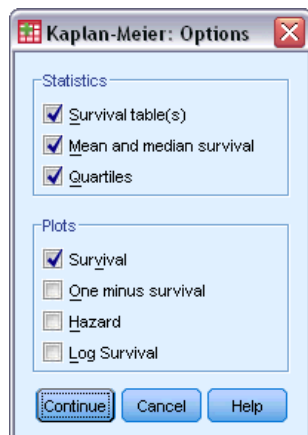 Kaplan-Meier: Options
Statistics
Survival table(s)
Mean and median survival
Quartiles
Plots
Survival
One minus survival
Hazard
Log Survival
Continue Cancel Help